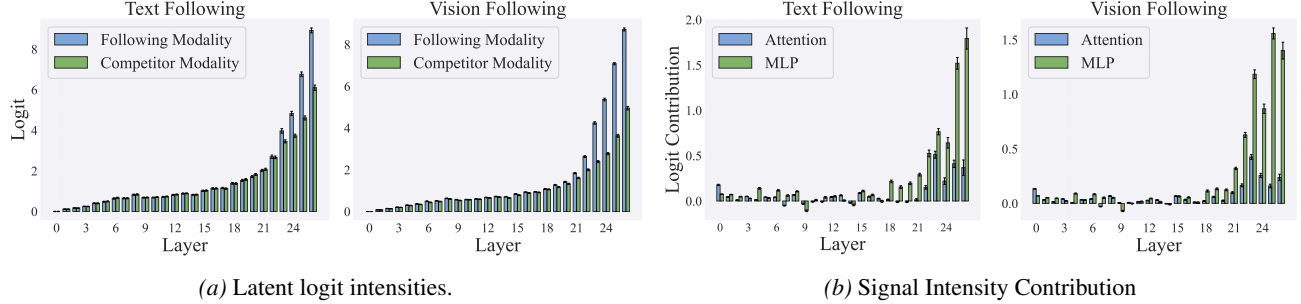 Text Following
Vision Following
Text Following
Vision Following
Following Modality
Competitor Modality
Following Modality
Competitor Modality
Attention
MLP
Attention
MLP
Logit
8
6
4
2
0
8
6
4
2
0
Logit Contribution
2.0
1.5
1.0
0.5
0.0
1.5
1.0
0.5
0.0
0 3 6 9 12 15 18 21 24
0 3 6 9 12 15 18 21 24
0 3 6 9 12 15 18 21 24
0 3 6 9 12 15 18 21 24
Layer
Layer
Layer
Layer
(a) Latent logit intensities.
(b) Signal Intensity Contribution